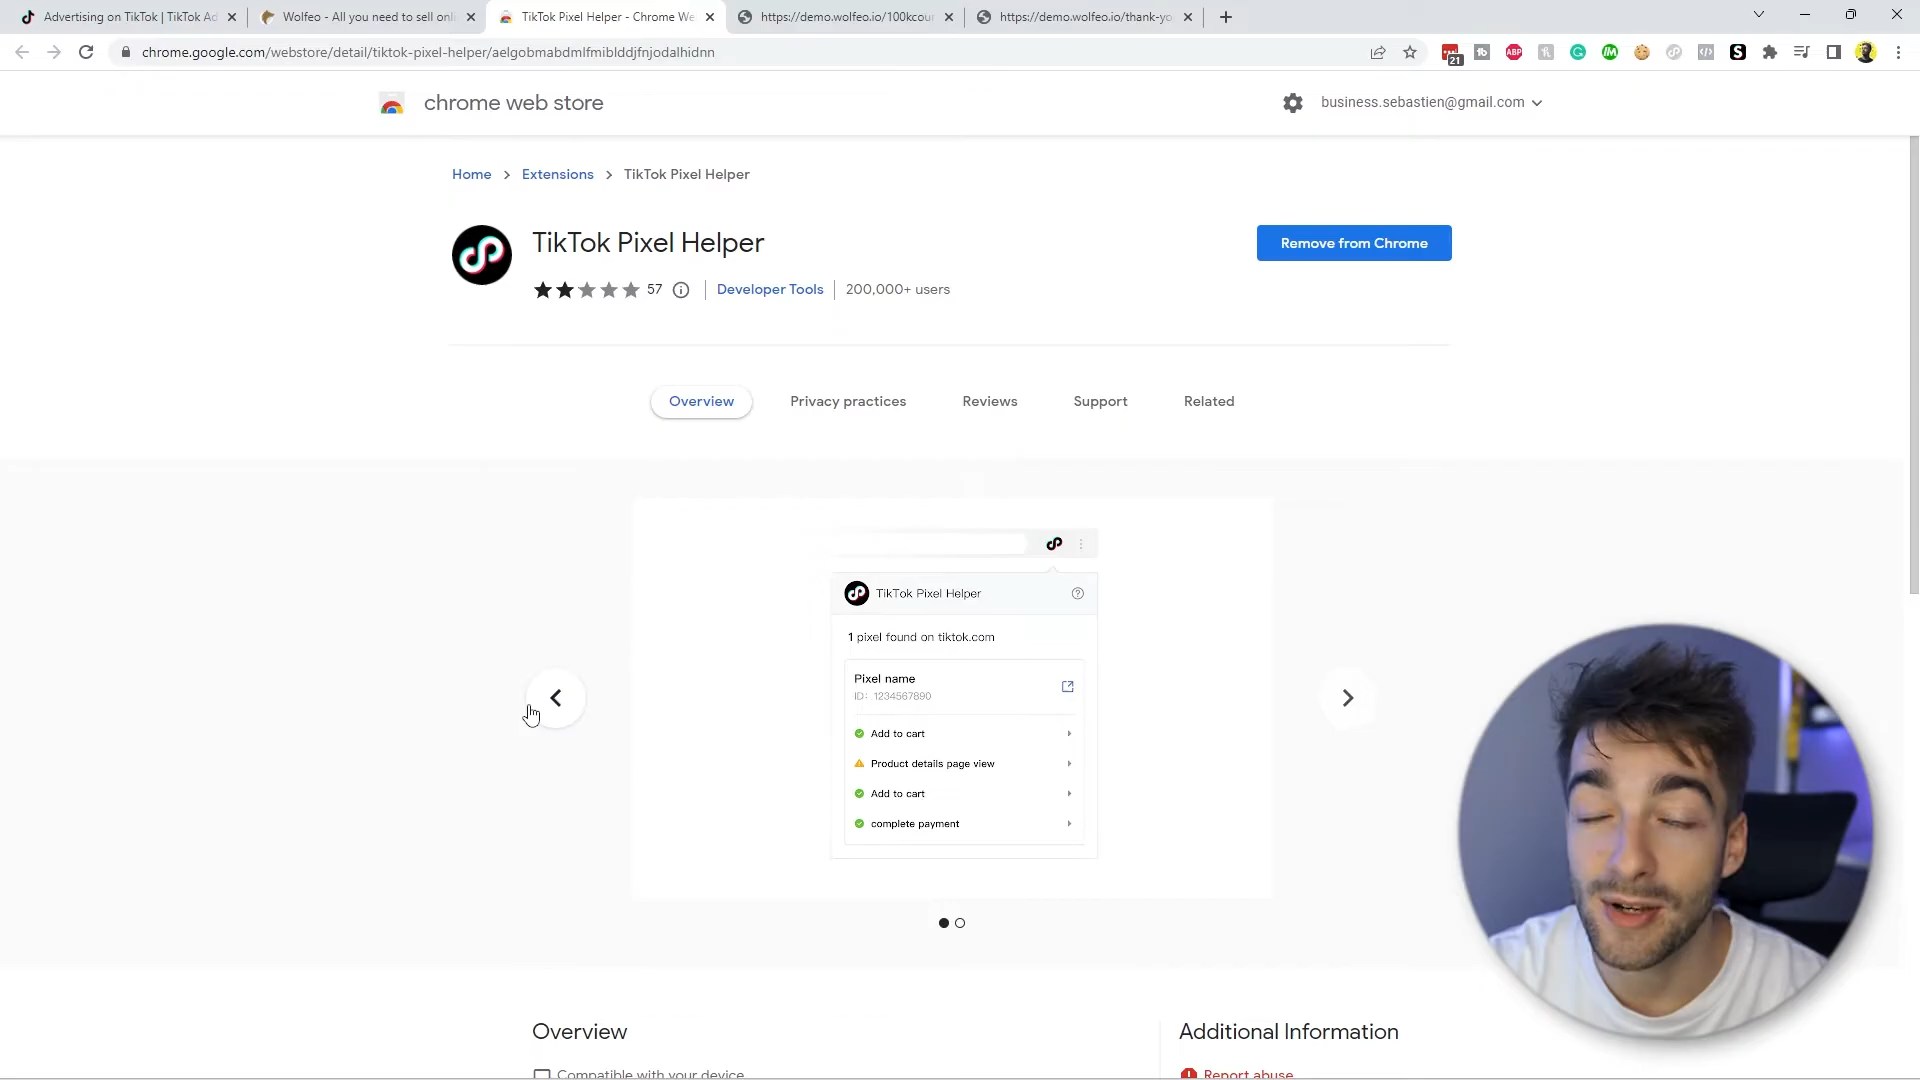 Advertising on TikTok | TikTok Ad
Wolfeo - All you need to sell onli
TikTok Pixel Helper - Chrome We
https://demo.wolfeo.io/100kcour
https://demo.wolfeo.io/thank-yo
chrome.google.com/webstore/detail/tiktok-pixel-helper/aelgobmabdmlfmiblddjfnjodalhidnn
21
ABP
chrome web store
business.sebastien@gmail.com
Home > Extensions > TikTok Pixel Helper
TikTok Pixel Helper
Remove from Chrome
57
Developer Tools
200,000+ users
Overview
Privacy practices
Reviews
Support
Related
TikTok Pixel Helper
1 pixel found on tiktok.com
Pixel name
ID: 1234567890
Add to cart
Product details page view
Add to cart
complete payment
Overview
Additional Information
Compatible with your device
Report abuse